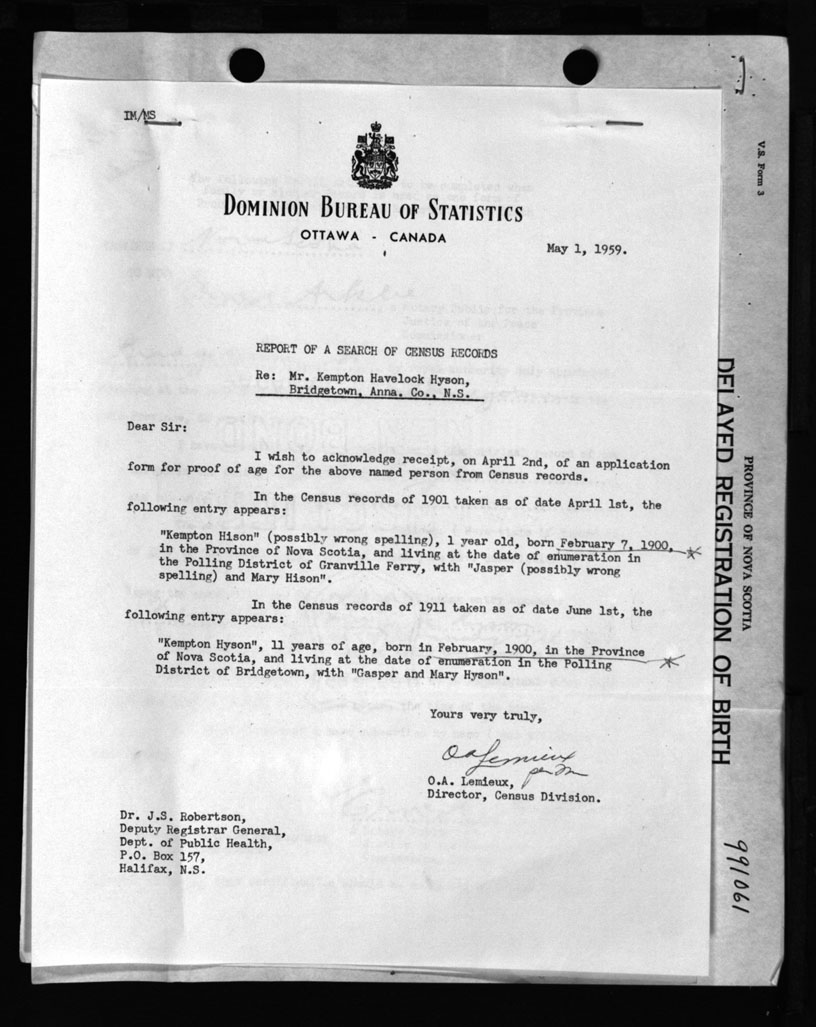 IM/MS
DOMINION BUREAU OF STATISTICS
OTTAWA - CANADA
May 1, 1959.
REPORT OF A SEARCH OF CENSUS RECORDS
Re: Mr. Kempton Havelock Hyson,
Bridgetown, Anna. Co., N.S.
Dear Sir:
I wish to acknowledge receipt, on April 2nd, of an application
form for proof of age for the above named person from Census records.
In the Census records of 1901 taken as of date April 1st, the
following entry appears:
"Kempton Hison" (possibly wrong spelling), 1 year old, born February 7, 1900,
in the Province of Nova Scotia, and living at the date of enumeration in
the Polling District of Granville Ferry, with "Jasper (possibly wrong
spelling) and Mary Hison".
In the Census records of 1911 taken as of date June 1st, the
following entry appears:
"Kempton Hyson", 11 years of age, born in February, 1900, in the Province
of Nova Scotia, and living at the date of enumeration in the Polling
District of Bridgetown, with "Gasper and Mary Hyson".
Yours very truly,
OA Lemieux
O.A. Lemieux,
Director, Census Division.
Dr. J.S. Robertson,
Deputy Registrar General,
Dept. of Public Health,
P.O. Box 157,
Halifax, N.S.
V.S. Form 3
PROVINCE OF NOVA SCOTIA
DELAYED REGISTRATION OF BIRTH
991061